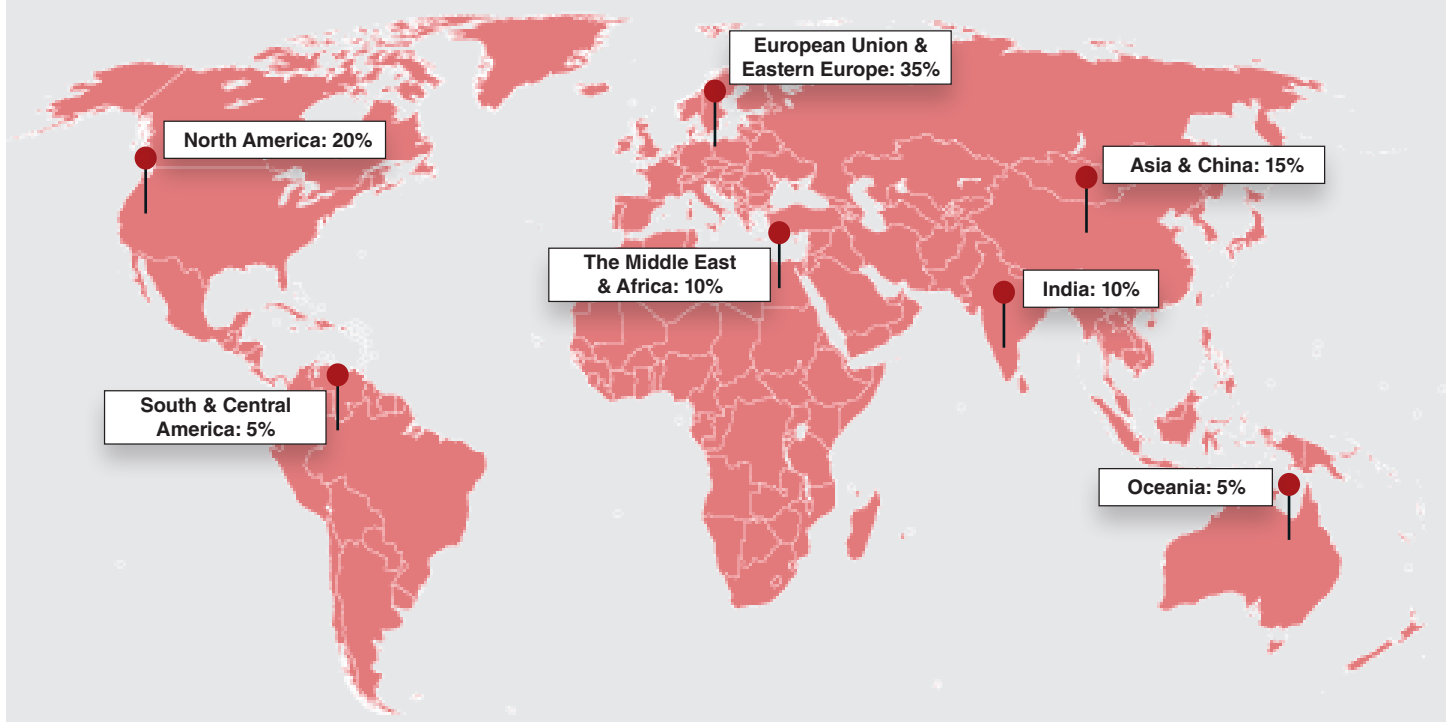 European Union &
Eastern Europe: 35%
North America: 20%
Asia & China: 15%
The Middle East
& Africa: 10%
India: 10%
South & Central
America: 5%
Oceania: 5%